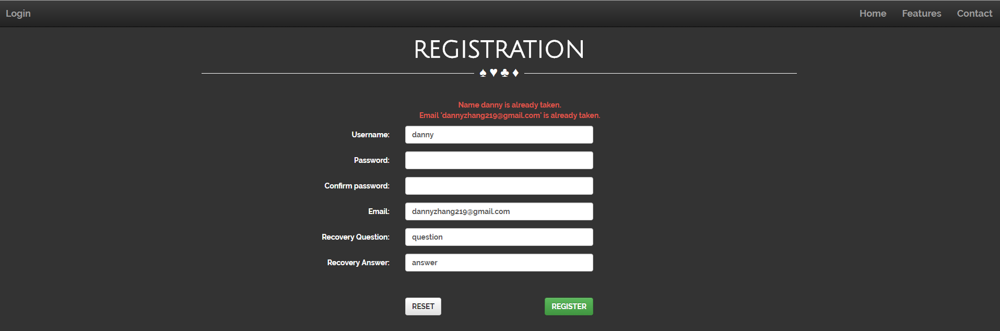 Login Home Features Contact
REGISTRATION
♠ ♥ ♣ ♦
Name danny is already taken.
Email 'dannyzhang219@gmail.com' is already taken.
Username: danny
Password:
Confirm password:
Email: dannyzhang219@gmail.com
Recovery Question: question
Recovery Answer: answer
RESET REGISTER